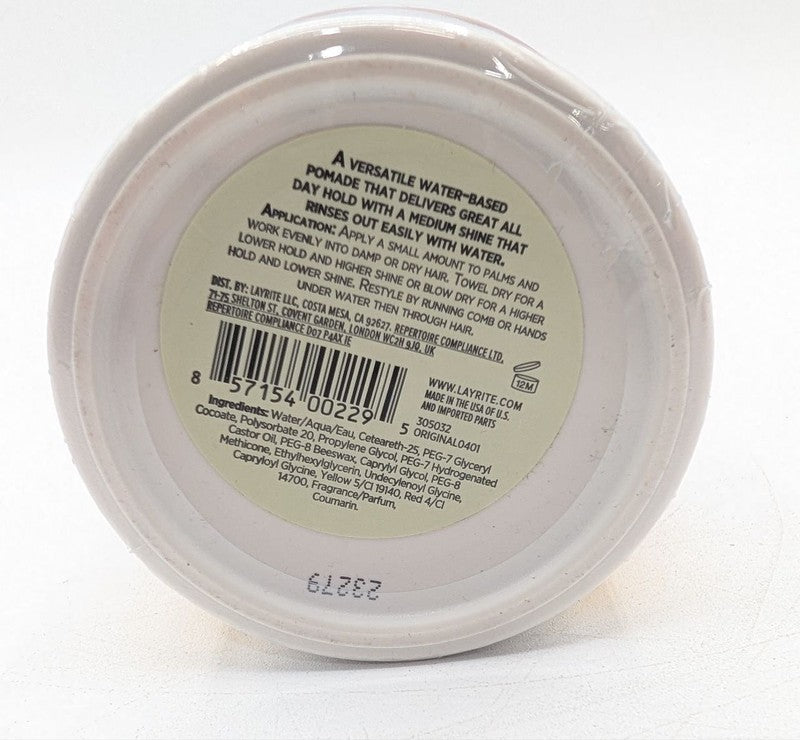 A VERSATILE WATER-BASED
POMADE THAT DELIVERS GREAT ALL
DAY HOLD WITH A MEDIUM SHINE THAT
RINSES OUT EASILY WITH WATER.
APPLICATION: APPLY A SMALL AMOUNT TO PALMS AND
WORK EVENLY INTO DAMP OR DRY HAIR. TOWEL DRY FOR A
LOWER HOLD AND HIGHER SHINE OR BLOW DRY FOR A HIGHER
HOLD AND LOWER SHINE. RESTYLE BY RUNNING COMB OR HANDS
UNDER WATER THEN THROUGH HAIR.
DIST. BY: LAYRITE LLC, COSTA MESA, CA 92627. REPERTOIRE COMPLIANCE LTD.
71-75 SHELTON ST, COVENT GARDEN, LONDON WC2H 9JQ, UK
REPERTOIRE COMPLIANCE D07 P4AX IE
12M
8 57154 00229 5
WWW.LAYRITE.COM
MADE IN THE USA OF U.S.
AND IMPORTED PARTS
305032
ORIGINAL0401
Ingredients: Water/Aqua/Eau, Ceteareth-25, PEG-7 Glyceryl
Cocoate, Polysorbate 20, Propylene Glycol, PEG-7 Hydrogenated
Castor Oil, PEG-8 Beeswax, Caprylyl Glycol, PEG-8
Methicone, Ethylhexylglycerin, Undecylenoyl Glycine,
Capryloyl Glycine, Yellow 5/CI 19140, Red 4/CI
14700, Fragrance/Parfum,
Coumarin.
23279